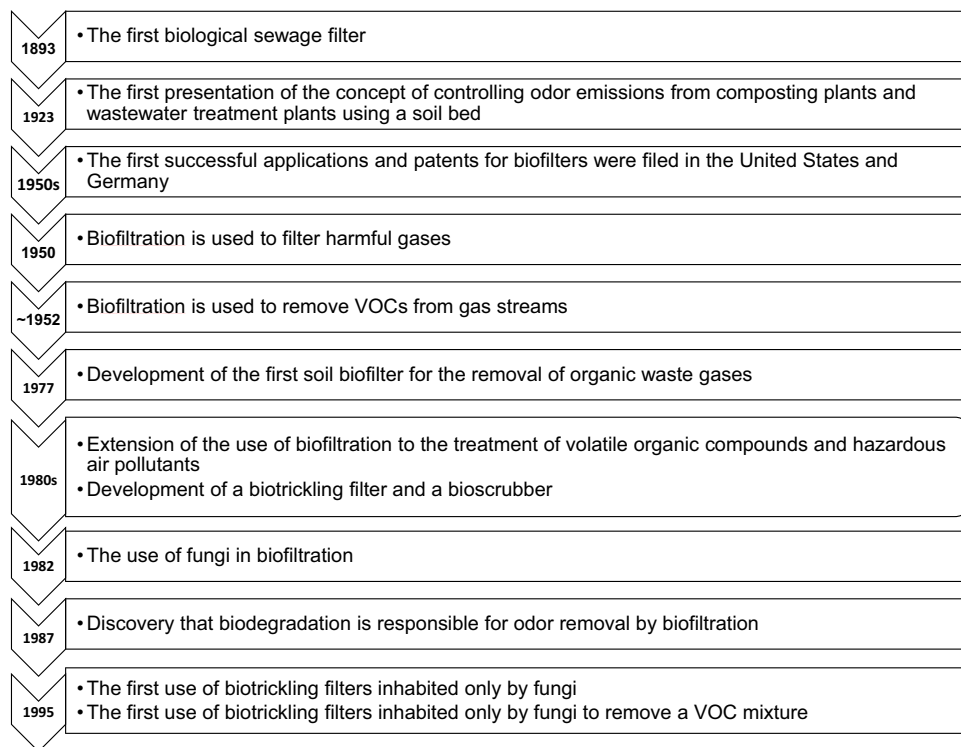 1893
• The first biological sewage filter
1923
• The first presentation of the concept of controlling odor emissions from composting plants and
wastewater treatment plants using a soil bed
1950s
• The first successful applications and patents for biofilters were filed in the United States and
Germany
1950
• Biofiltration is used to filter harmful gases
~1952
• Biofiltration is used to remove VOCs from gas streams
1977
• Development of the first soil biofilter for the removal of organic waste gases
1980s
• Extension of the use of biofiltration to the treatment of volatile organic compounds and hazardous
air pollutants
• Development of a biotrickling filter and a bioscrubber
1982
• The use of fungi in biofiltration
1987
• Discovery that biodegradation is responsible for odor removal by biofiltration
1995
• The first use of biotrickling filters inhabited only by fungi
• The first use of biotrickling filters inhabited only by fungi to remove a VOC mixture